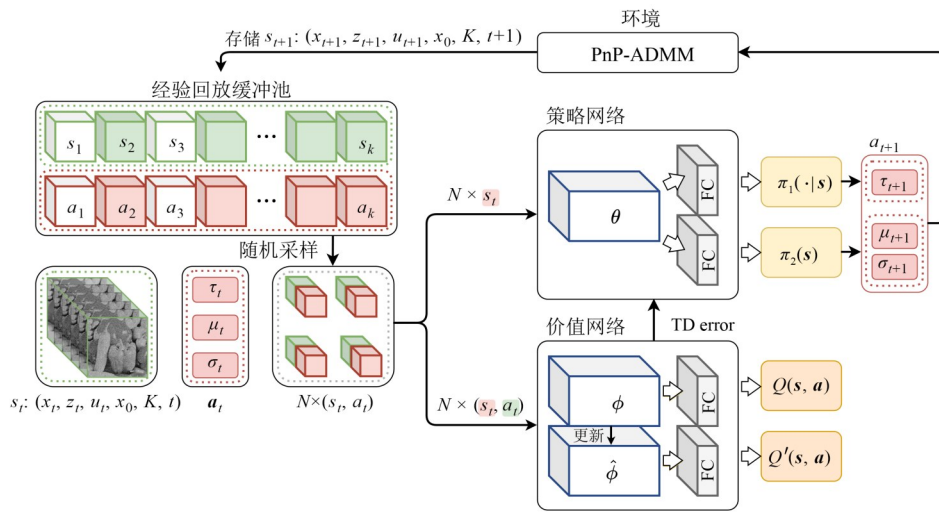 环境
存储 s_{t+1}: (x_{t+1}, z_{t+1}, u_{t+1}, x_0, K, t+1)
PnP-ADMM
经验回放缓冲池
s_1 s_2 s_3 ··· s_k
a_1 a_2 a_3 ··· a_k
随机采样
τ_t
μ_t
σ_t
s_t: (x_t, z_t, u_t, x_0, K, t)
a_t
N×(s_t, a_t)
N × s_t
N × (s_t, a_t)
策略网络
θ
FC
FC
π_1(·|s)
π_2(s)
a_{t+1}
τ_{t+1}
μ_{t+1}
σ_{t+1}
价值网络
TD error
ϕ
FC
Q(s, a)
更新
ϕ̂
FC
Q′(s, a)